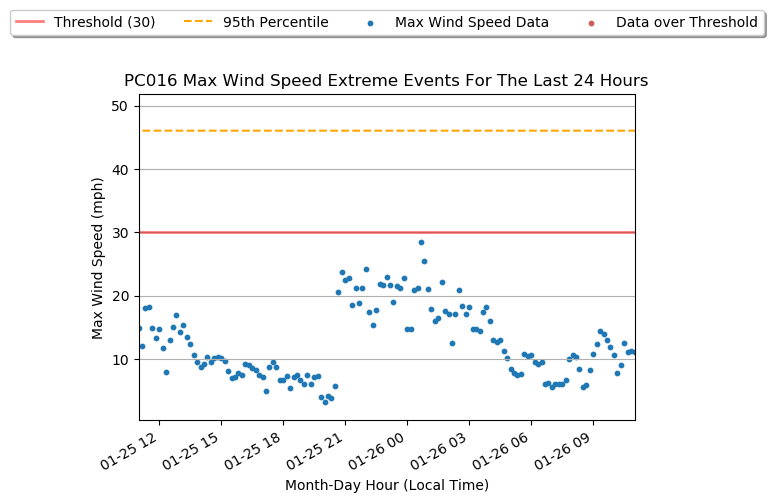 Threshold (30) 95th Percentile Max Wind Speed Data Data over Threshold
PC016 Max Wind Speed Extreme Events For The Last 24 Hours
50
40
30
20
10
Max Wind Speed (mph)
01-25 12 01-25 15 01-25 18 01-25 21 01-26 00 01-26 03 01-26 06 01-26 09
Month-Day Hour (Local Time)